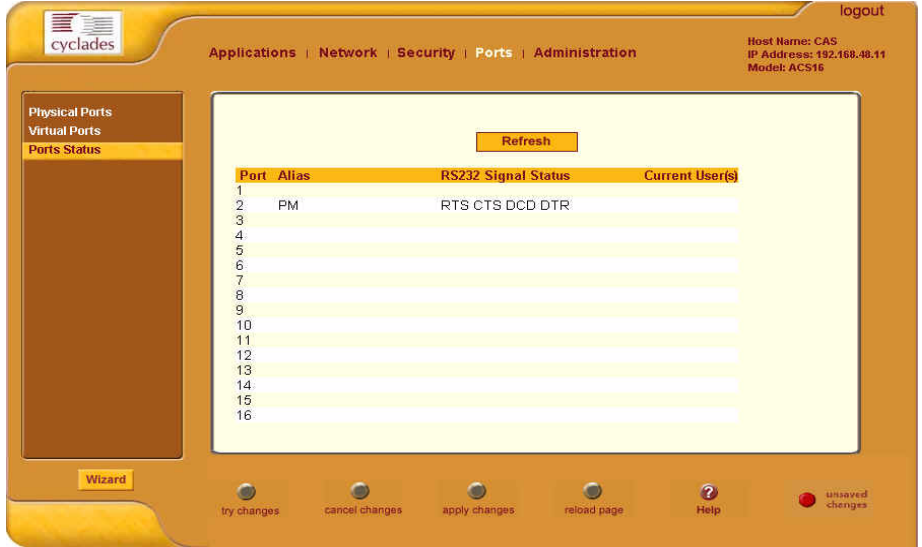 logout
cyclades
Applications | Network | Security | Ports | Administration
Host Name: CAS
IP Address: 192.168.48.11
Model: ACS16
Physical Ports
Virtual Ports
Ports Status
Refresh
Port Alias RS232 Signal Status Current User(s)
1
2 PM RTS CTS DCD DTR
3
4
5
6
7
8
9
10
11
12
13
14
15
16
Wizard
try changes
cancel changes
apply changes
reload page
? Help
unsaved changes